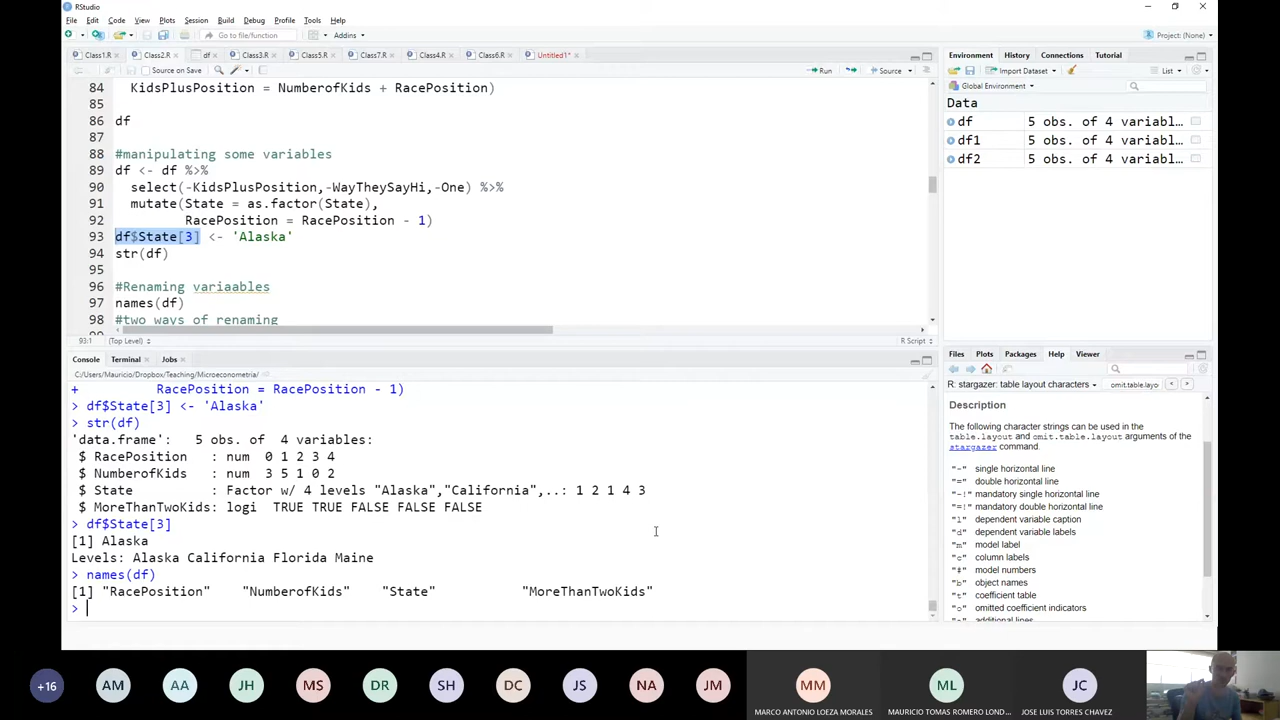 RStudio
File Edit Code View Plots Session Build Debug Profile Tools Help
Go to file/function Addins Project: (None)
Class1.R Class2.R df Class3.R Class5.R Class7.R Class4.R Class6.R Untitled1*
Source on Save Run Source
84 KidsPlusPosition = NumberofKids + RacePosition)
85
86 df
87
88 #manipulating some variables
89 df <- df %>%
90 select(-KidsPlusPosition,-WayTheySayHi,-One) %>%
91 mutate(State = as.factor(State),
92 RacePosition = RacePosition - 1)
93 df$State[3] <- 'Alaska'
94 str(df)
95
96 #Renaming variaables
97 names(df)
98 #two ways of renaming
93:1 (Top Level) R Script
Console Terminal Jobs
C:/Users/Mauricio/Dropbox/Teaching/Microeconometria/
+ RacePosition = RacePosition - 1)
> df$State[3] <- 'Alaska'
> str(df)
'data.frame': 5 obs. of 4 variables:
$ RacePosition : num 0 1 2 3 4
$ NumberofKids : num 3 5 1 0 2
$ State : Factor w/ 4 levels "Alaska","California",..: 1 2 1 4 3
$ MoreThanTwoKids: logi TRUE TRUE FALSE FALSE FALSE
> df$State[3]
[1] Alaska
Levels: Alaska California Florida Maine
> names(df)
[1] "RacePosition" "NumberofKids" "State" "MoreThanTwoKids"
>
Environment History Connections Tutorial
Import Dataset List
Global Environment
Data
df 5 obs. of 4 variabl…
df1 5 obs. of 4 variabl…
df2 5 obs. of 4 variabl…
Files Plots Packages Help Viewer
R: stargazer: table layout characters omit.table.layo
Description
The following character strings can be used in the
table.layout and omit.table.layout arguments of the
stargazer command.
"-" single horizontal line
"=" double horizontal line
"-!" mandatory single horizontal line
"=!" mandatory double horizontal line
"l" dependent variable caption
"d" dependent variable labels
"m" model label
"c" column labels
"#" model numbers
"b" object names
"t" coefficient table
"o" omitted coefficient indicators
additional lines
+16 AM AA JH MS DR SH DC JS NA JM MM ML JC
MARCO ANTONIO LOEZA MORALES
MAURICIO TOMAS ROMERO LOND...
JOSE LUIS TORRES CHAVEZ